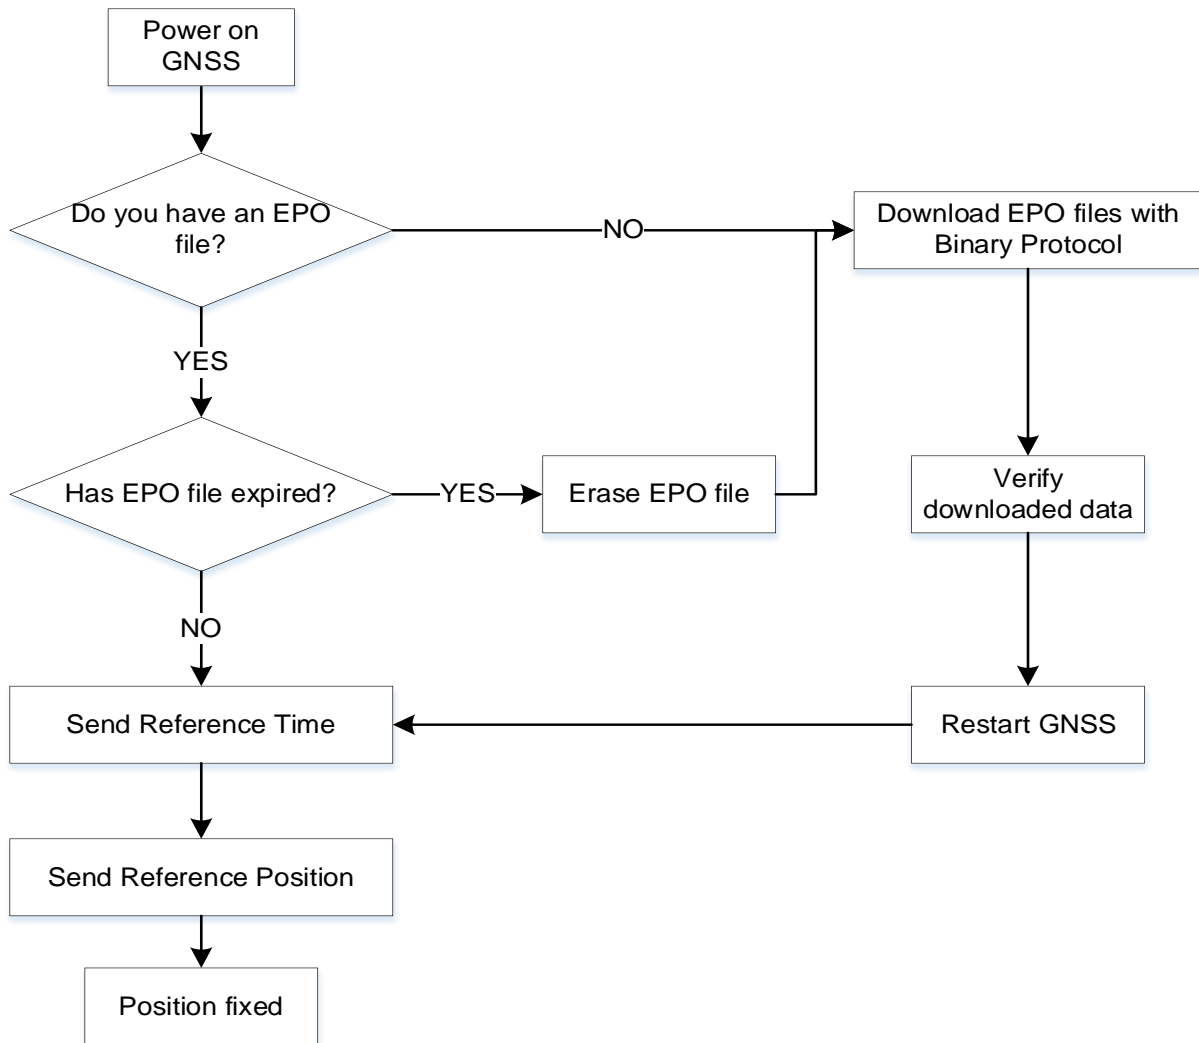 Power on
GNSS
Do you have an EPO
file?
NO
Download EPO files with
Binary Protocol
YES
Has EPO file expired?
YES
Erase EPO file
Verify
downloaded data
NO
Send Reference Time
Restart GNSS
Send Reference Position
Position fixed